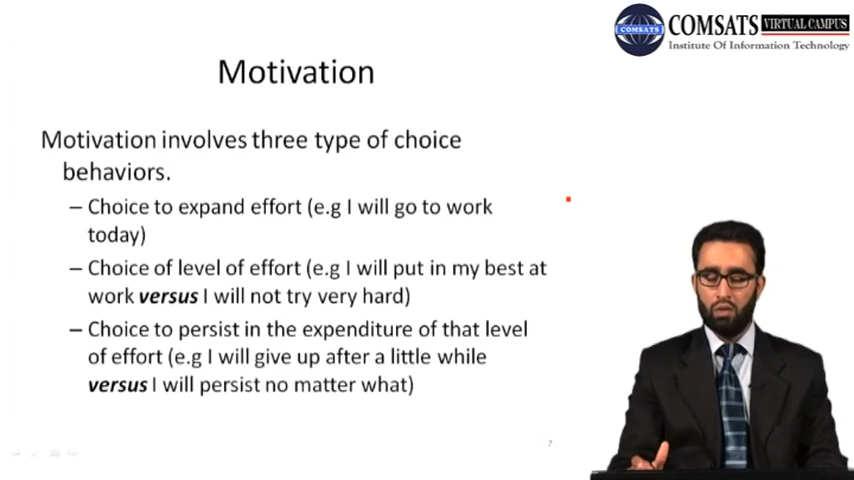 COMSATS VIRTUAL CAMPUS
Institute Of Information Technology
COMSATS
Motivation
Motivation involves three type of choice
behaviors.
– Choice to expand effort (e.g I will go to work
today)
– Choice of level of effort (e.g I will put in my best at
work versus I will not try very hard)
– Choice to persist in the expenditure of that level
of effort (e.g I will give up after a little while
versus I will persist no matter what)
7